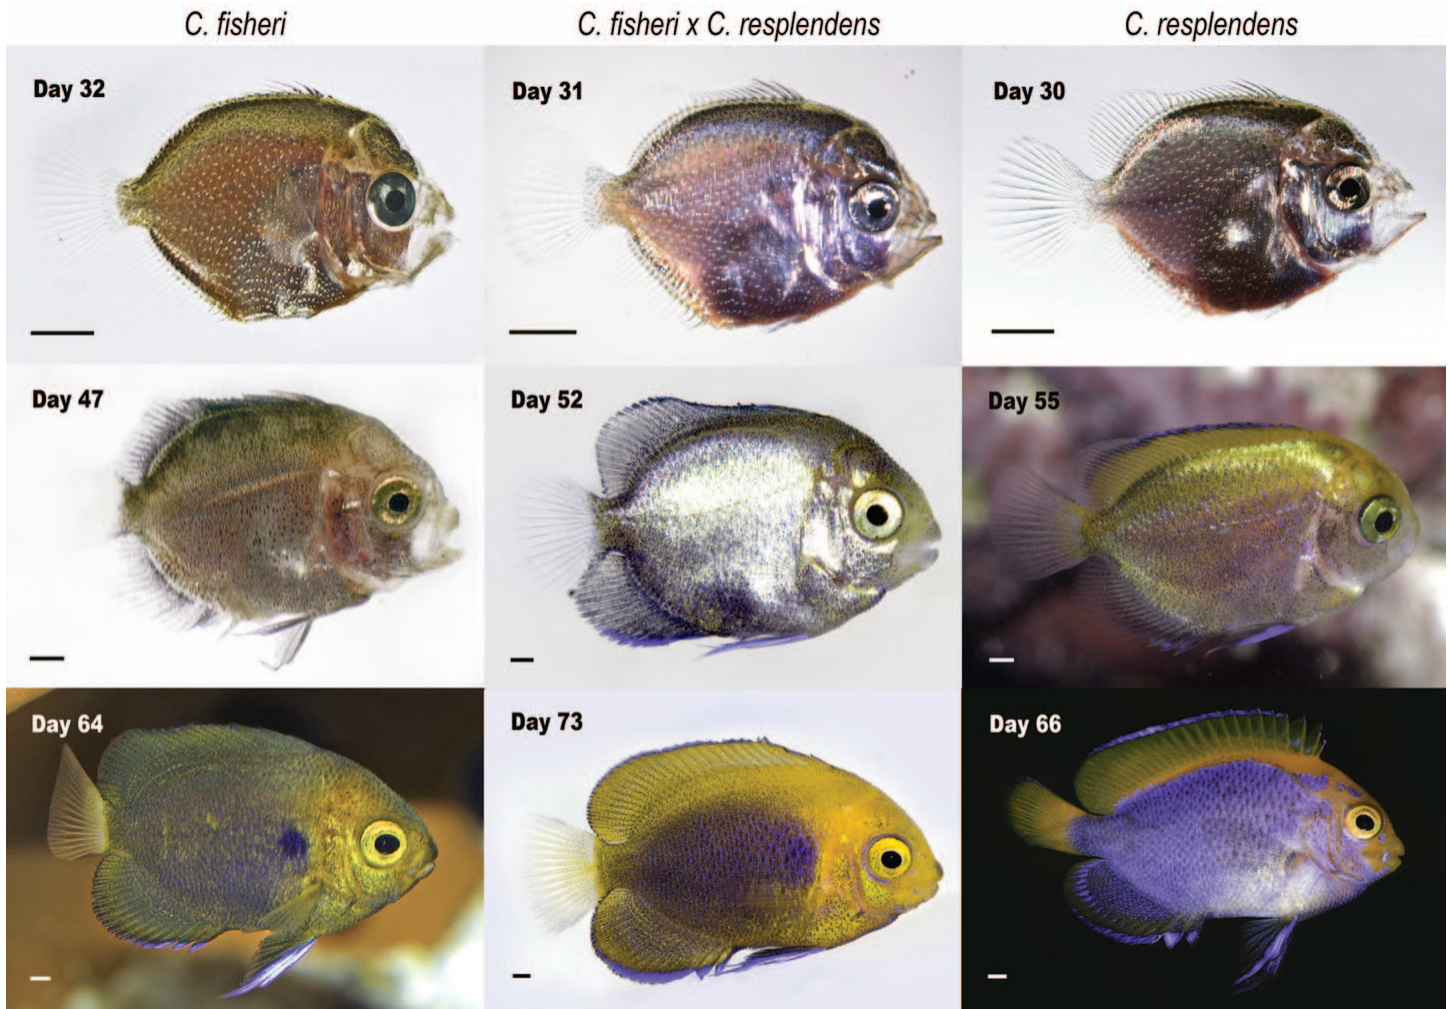 C. fisheri
C. fisheri x C. resplendens
C. resplendens
Day 32
Day 31
Day 30
Day 47
Day 52
Day 55
Day 64
Day 73
Day 66